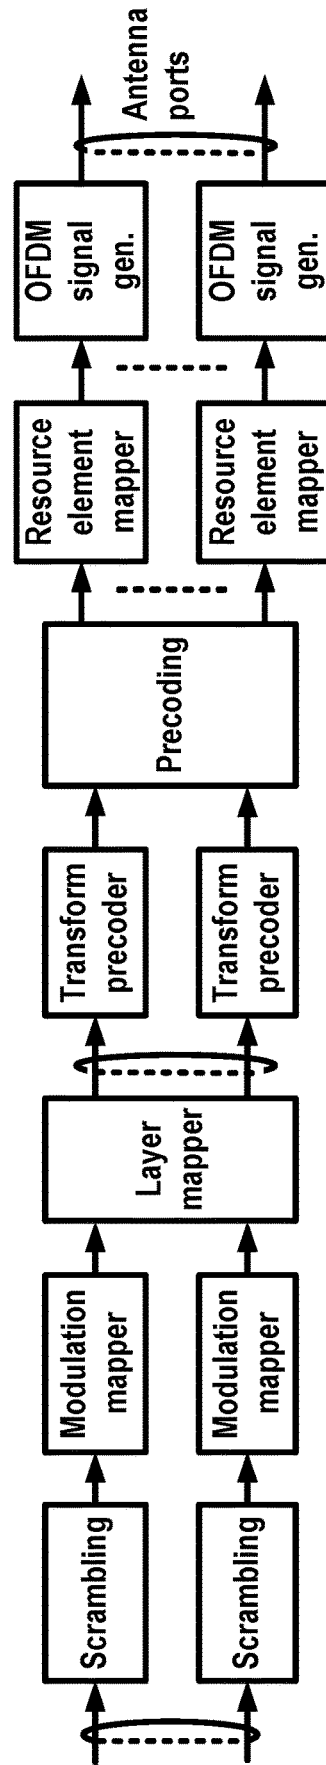 Scrambling
Scrambling
Modulation
mapper
Modulation
mapper
Layer
mapper
Transform
precoder
Transform
precoder
Precoding
Resource
element
mapper
Resource
element
mapper
OFDM
signal
gen.
OFDM
signal
gen.
Antenna
ports